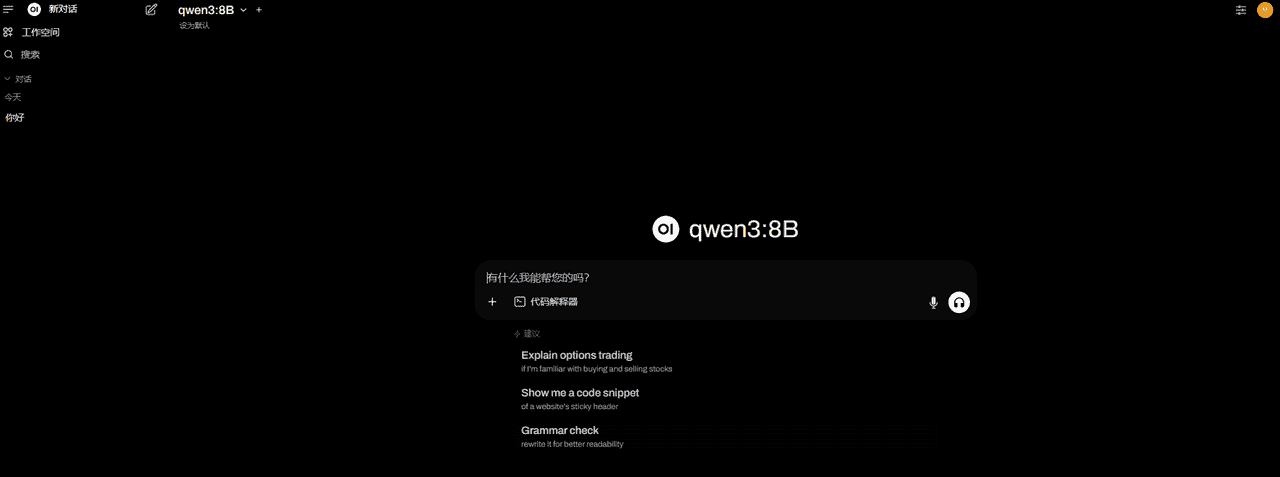 新对话
qwen3:8B
设为默认
工作空间
搜索
对话
今天
你好
OI qwen3:8B
有什么我能帮您的吗?
代码解释器
建议
Explain options trading
if I'm familiar with buying and selling stocks
Show me a code snippet
of a website's sticky header
Grammar check
rewrite it for better readability